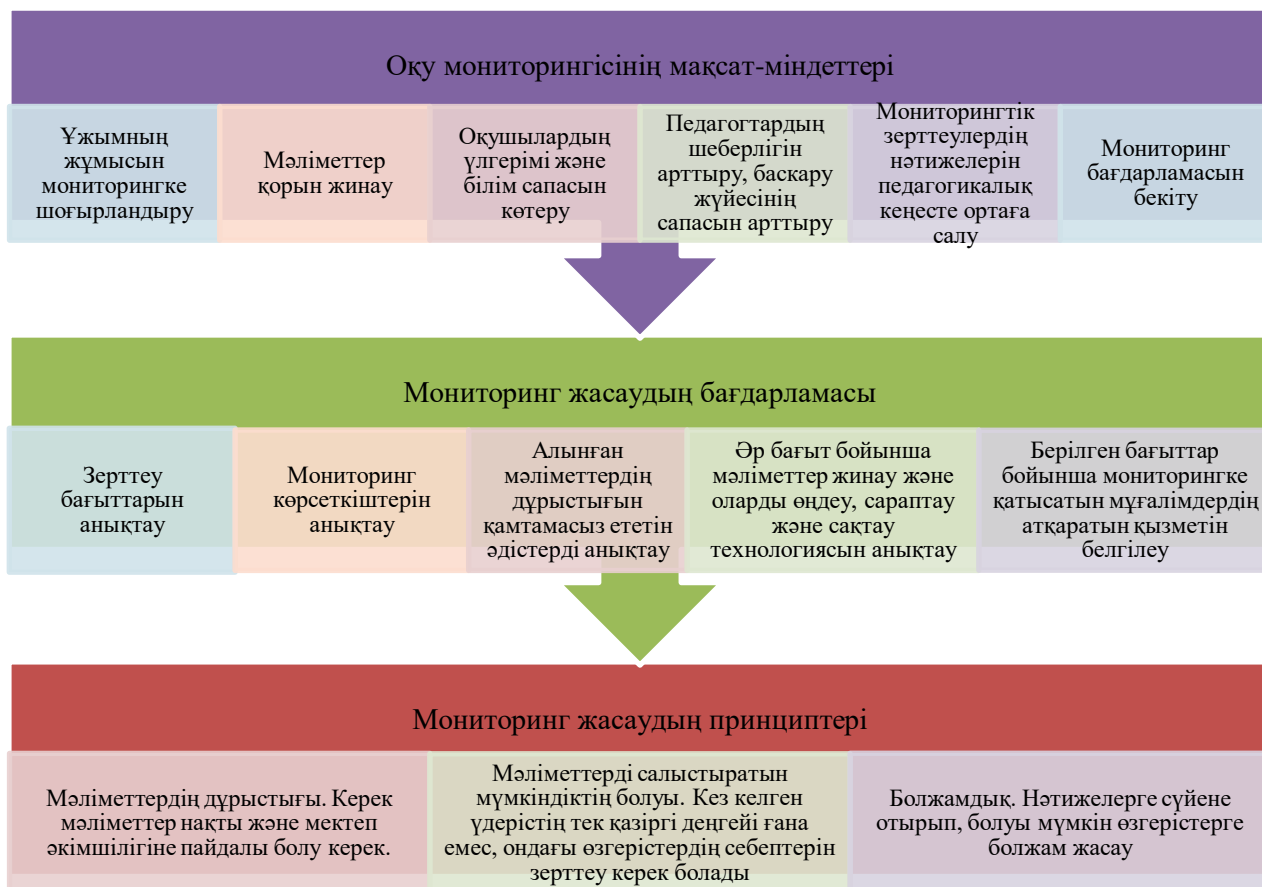 Оқу мониторингісінің мақсат-міндеттері
Ұжымның
жұмысын
мониторингке
шоғырландыру
Мәліметтер
қорын жинау
Оқушылардың
үлгерімі және
білім сапасын
көтеру
Педагогтардың
шеберлігін
арттыру, баскару
жүйесінің
сапасын арттыру
Мониторингтік
зерттеулердің
нәтижелерін
педагогикалық
кеңесте ортаға
салу
Мониторинг
бағдарламасын
бекіту
Мониторинг жасаудың бағдарламасы
Зерттеу
бағыттарын
анықтау
Мониторинг
көрсеткіштерін
анықтау
Алынған
мәліметтердің
дұрыстығын
қамтамасыз ететін
әдістерді анықтау
Әр бағыт бойынша
мәліметтер жинау және
оларды өңдеу, сараптау
және сақтау
технологиясын анықтау
Берілген бағыттар
бойынша мониторингке
қатысатын мұғалімдердің
атқаратын қызметін
белгілеу
Мониторинг жасаудың принциптері
Мәліметтердің дұрыстығы. Керек
мәліметтер нақты және мектеп
әкімшілігіне пайдалы болу керек.
Мәліметтерді салыстыратын
мүмкіндіктің болуы. Кез келген
үдерістің тек қазіргі деңгейі ғана
емес, ондағы өзгерістердің себептерін
зерттеу керек болады
Болжамдық. Нәтижелерге сүйене
отырып, болуы мүмкін өзгерістерге
болжам жасау